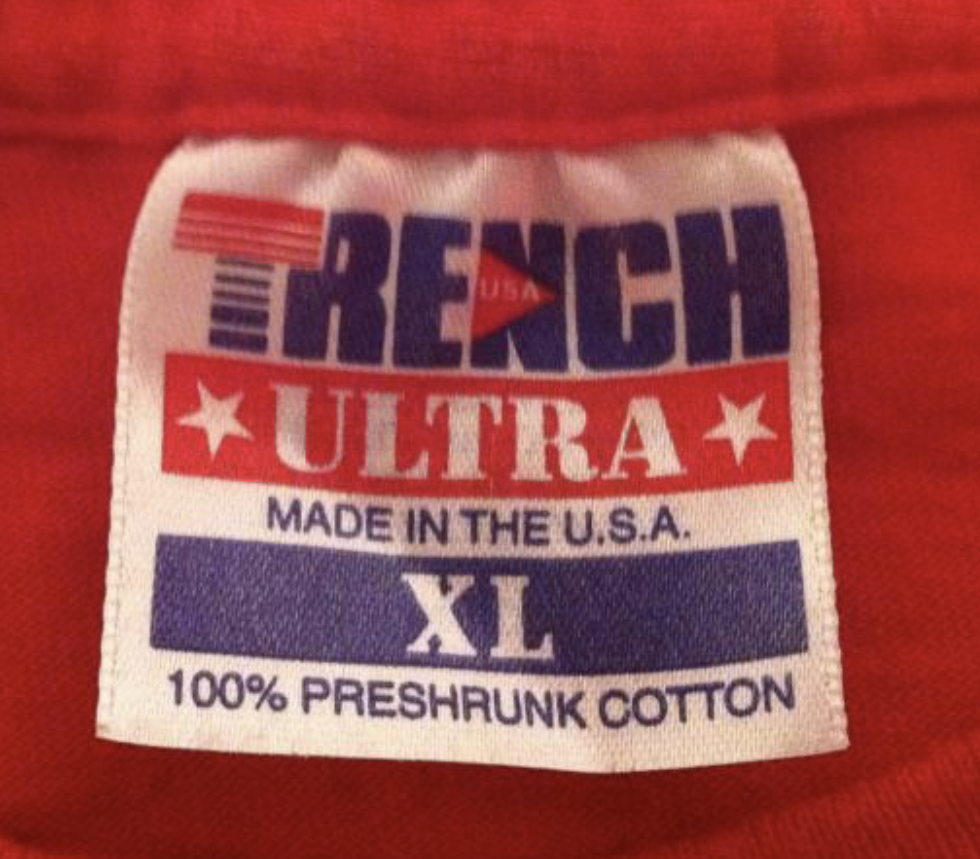 TRENCH
USA
★ ULTRA ★
MADE IN THE U.S.A.
XL
100% PRESHRUNK COTTON